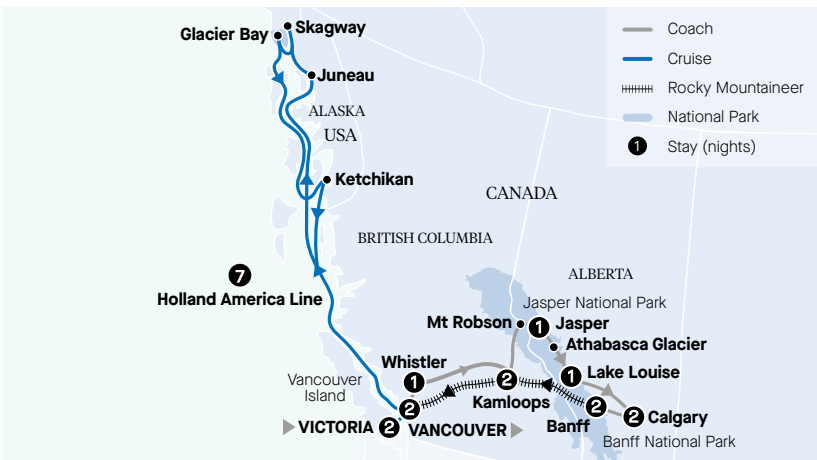 Glacier Bay
Skagway
Juneau
ALASKA
USA
Ketchikan
CANADA
BRITISH COLUMBIA
7
Holland America Line
ALBERTA
Jasper National Park
Mt Robson
1
Jasper
Athabasca Glacier
Whistler
1
1
Lake Louise
Vancouver
Island
2
Kamloops
2
VICTORIA
2
VANCOUVER
2
Banff
2
Calgary
Banff National Park
Coach
Cruise
Rocky Mountaineer
National Park
1
Stay (nights)